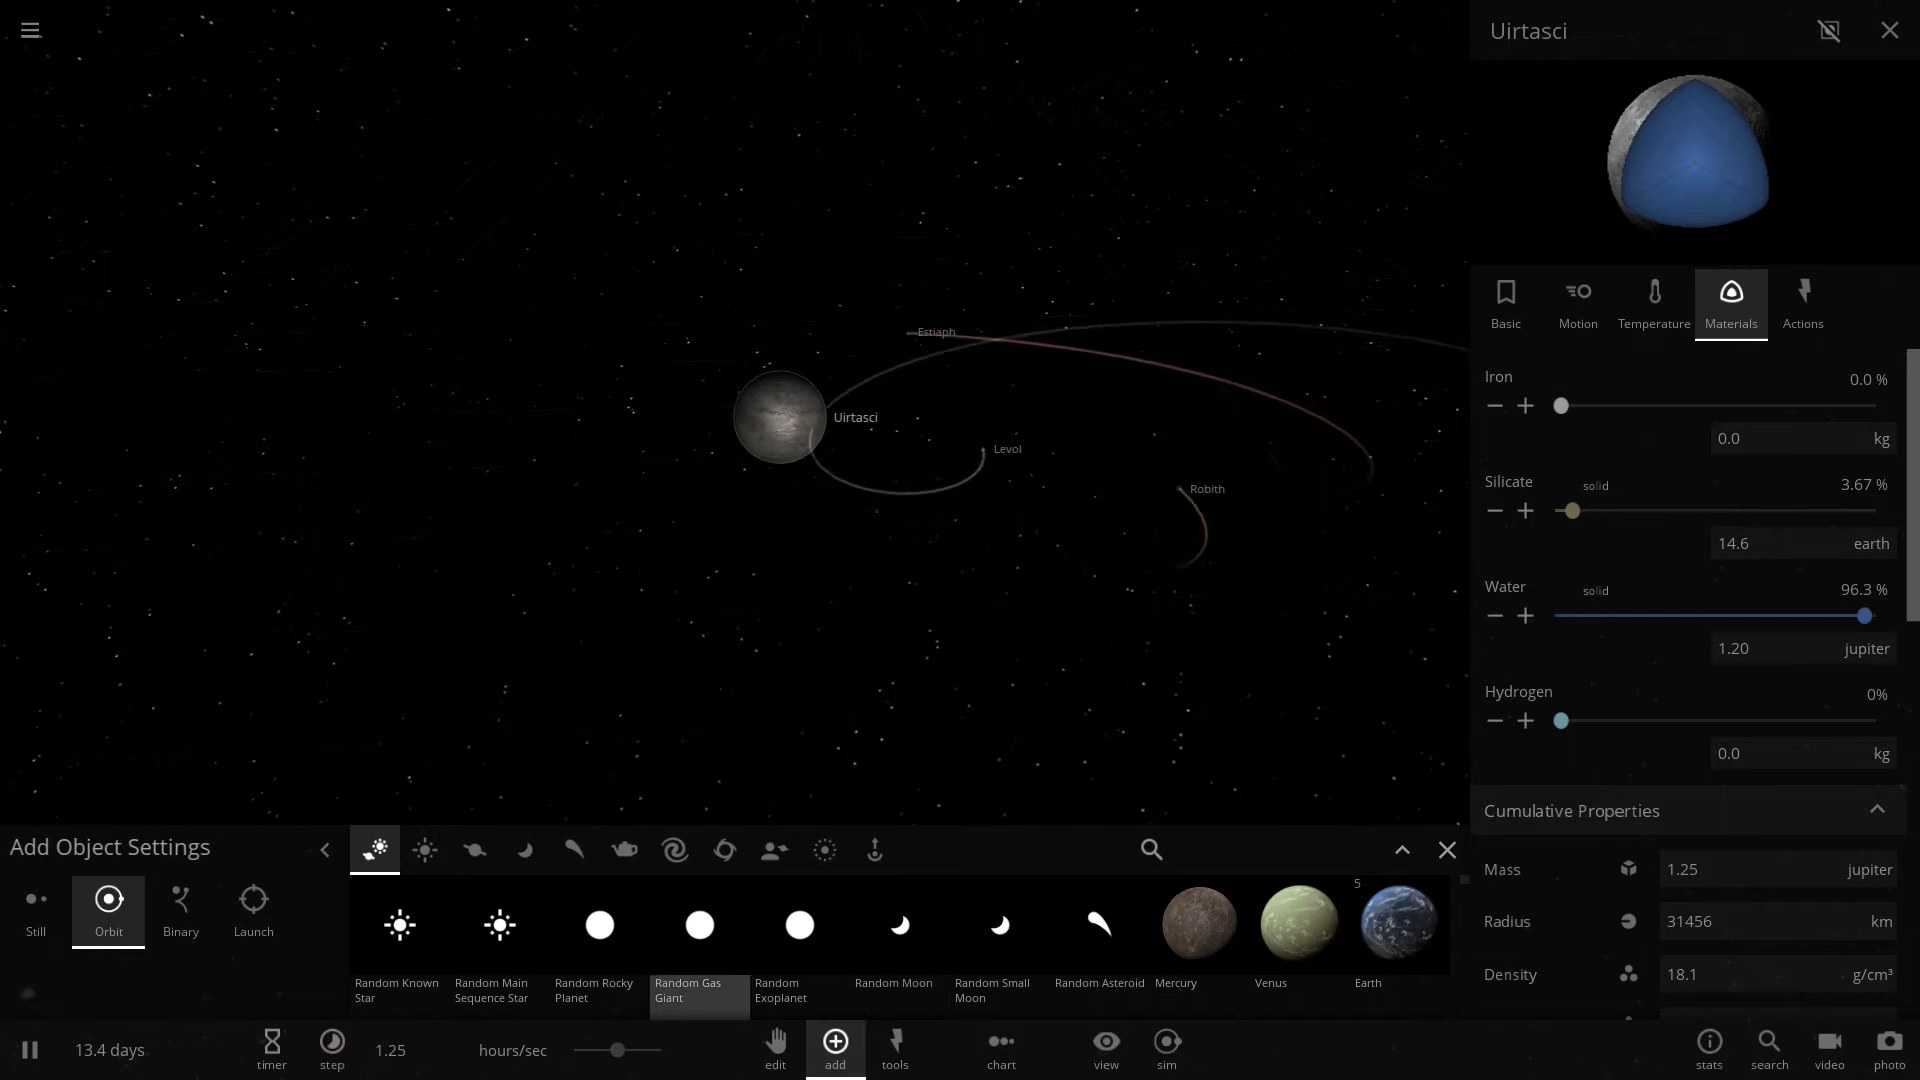 Uirtasci
Estiaph
Uirtasci
Levol
Robith
Basic
Motion
Temperature
Materials
Actions
Iron
0.0 %
0.0 kg
Silicate
solid
3.67 %
14.6 earth
Water
solid
96.3 %
1.20 jupiter
Hydrogen
0%
0.0 kg
Cumulative Properties
Mass 1.25 jupiter
Radius 31456 km
Density 18.1 g/cm³
Add Object Settings
Still
Orbit
Binary
Launch
5
Random Known
Star
Random Main
Sequence Star
Random Rocky
Planet
Random Gas
Giant
Random
Exoplanet
Random Moon
Random Small
Moon
Random Asteroid
Mercury
Venus
Earth
13.4 days
timer
step
1.25 hours/sec
edit
add
tools
chart
view
sim
stats
search
video
photo